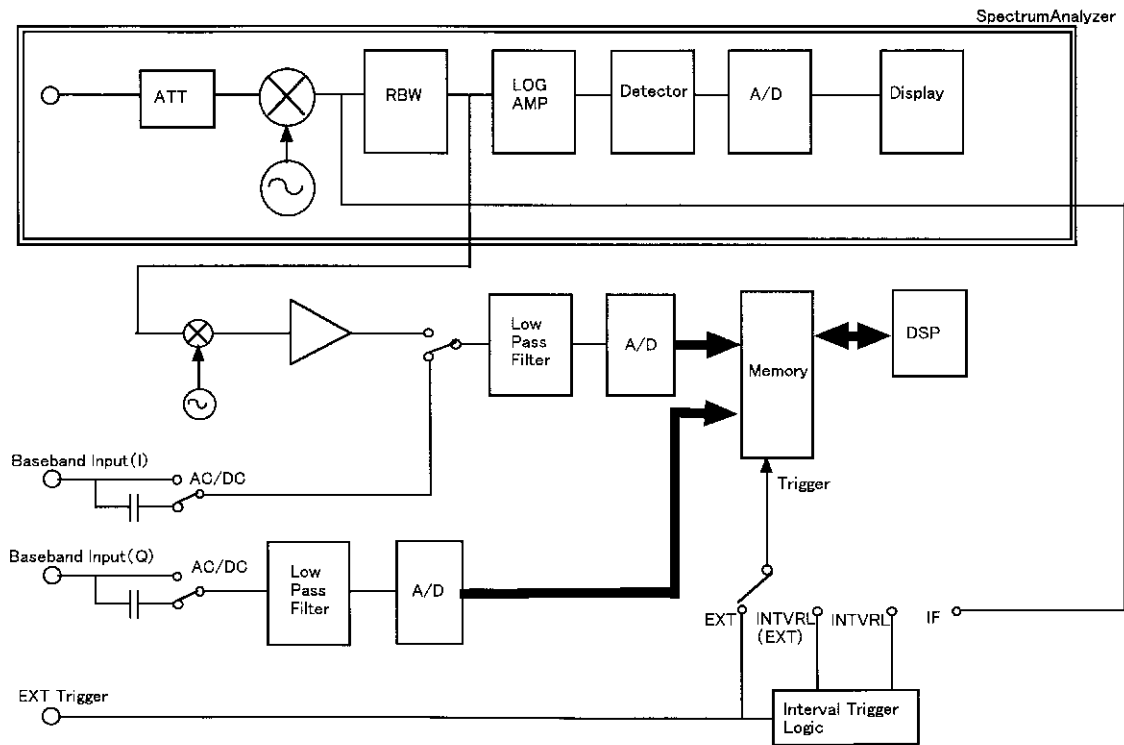 SpectrumAnalyzer
ATT
RBW
LOG
AMP
Detector
A/D
Display
Low
Pass
Filter
A/D
Memory
DSP
Baseband Input(I)
AC/DC
Trigger
Baseband Input(Q)
AC/DC
Low
Pass
Filter
A/D
EXT
INTVRL
(EXT)
INTVRL
IF
EXT Trigger
Interval Trigger
Logic